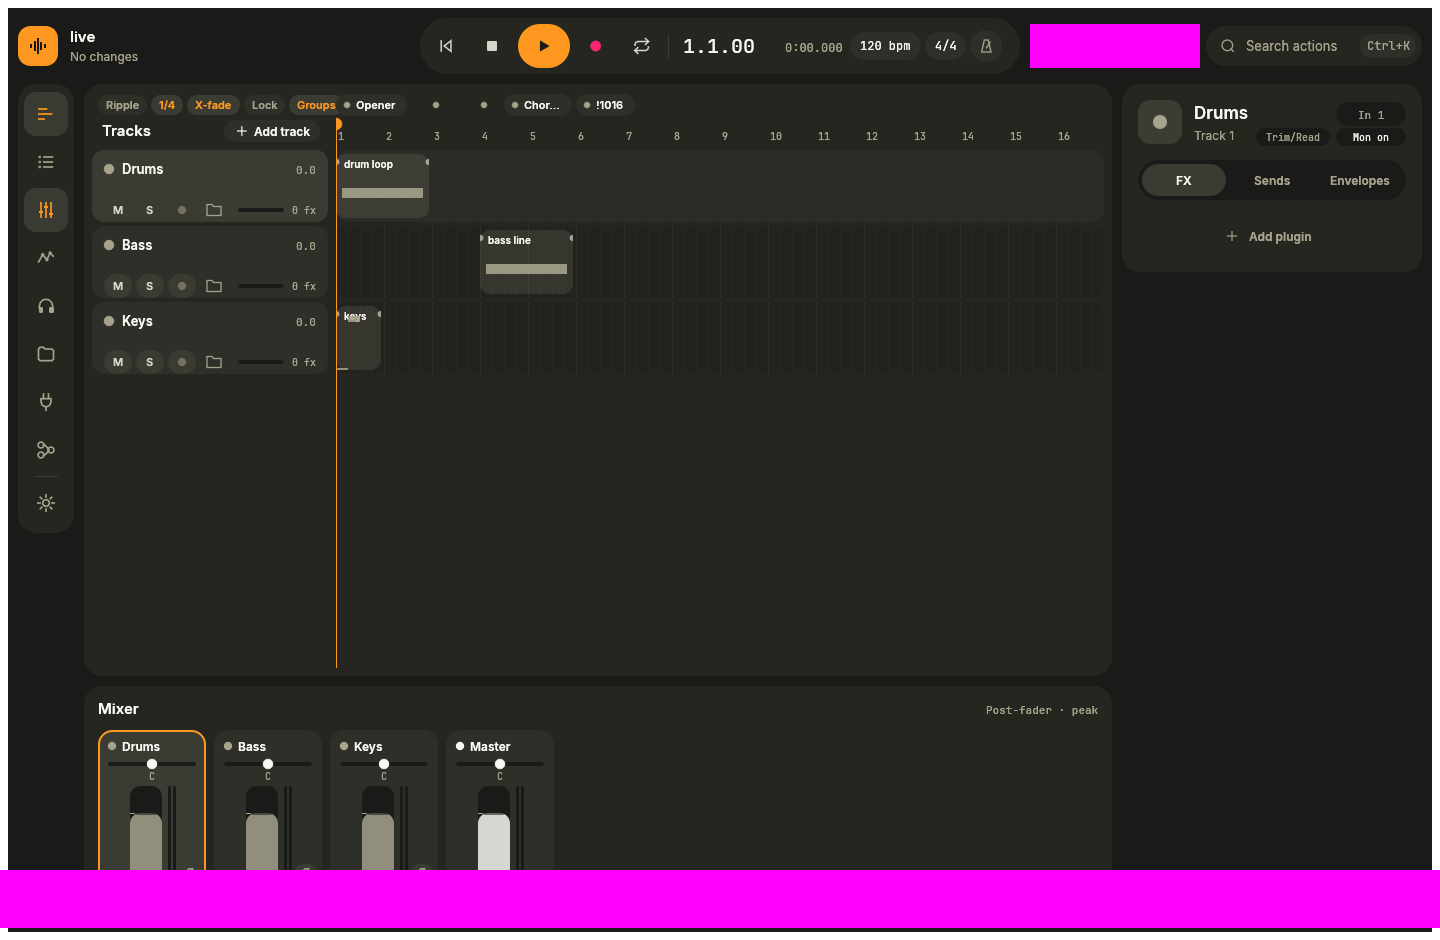 live
No changes
1.1.00
0:00.000
120 bpm
4/4
Search actions
Ctrl+K
Ripple
1/4
X-fade
Lock
Groups
Opener
Chor...
!1016
Tracks
Add track
1 2 3 4 5 6 7 8 9 10 11 12 13 14 15 16
Drums
0.0
M S
0 fx
drum loop
Bass
0.0
M S
0 fx
bass line
Keys
0.0
M S
0 fx
keys
Drums
Track 1
In 1
Trim/Read
Mon on
FX
Sends
Envelopes
Add plugin
Mixer
Post-fader · peak
Drums
C
Bass
C
Keys
C
Master
C